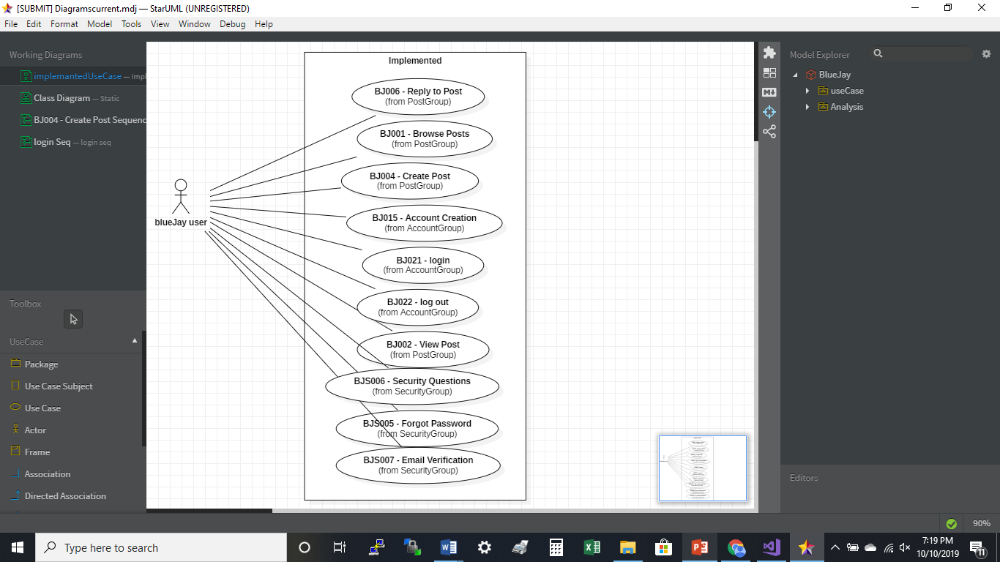 [SUBMIT] Diagramscurrent.mdj — StarUML (UNREGISTERED)
File Edit Format Model Tools View Window Debug Help
Working Diagrams
implemantedUseCase — Impl
Class Diagram — Static
BJ004 - Create Post Sequenc
login Seq — login seq
Toolbox
UseCase
Package
Use Case Subject
Use Case
Actor
Frame
Association
Directed Association
blueJay user
Implemented
BJ006 - Reply to Post
(from PostGroup)
BJ001 - Browse Posts
(from PostGroup)
BJ004 - Create Post
(from PostGroup)
BJ015 - Account Creation
(from AccountGroup)
BJ021 - login
(from AccountGroup)
BJ022 - log out
(from AccountGroup)
BJ002 - View Post
(from PostGroup)
BJS006 - Security Questions
(from SecurityGroup)
BJS005 - Forgot Password
(from SecurityGroup)
BJS007 - Email Verification
(from SecurityGroup)
Model Explorer
BlueJay
useCase
Analysis
Editors
90%
Type here to search
7:19 PM
10/10/2019
11